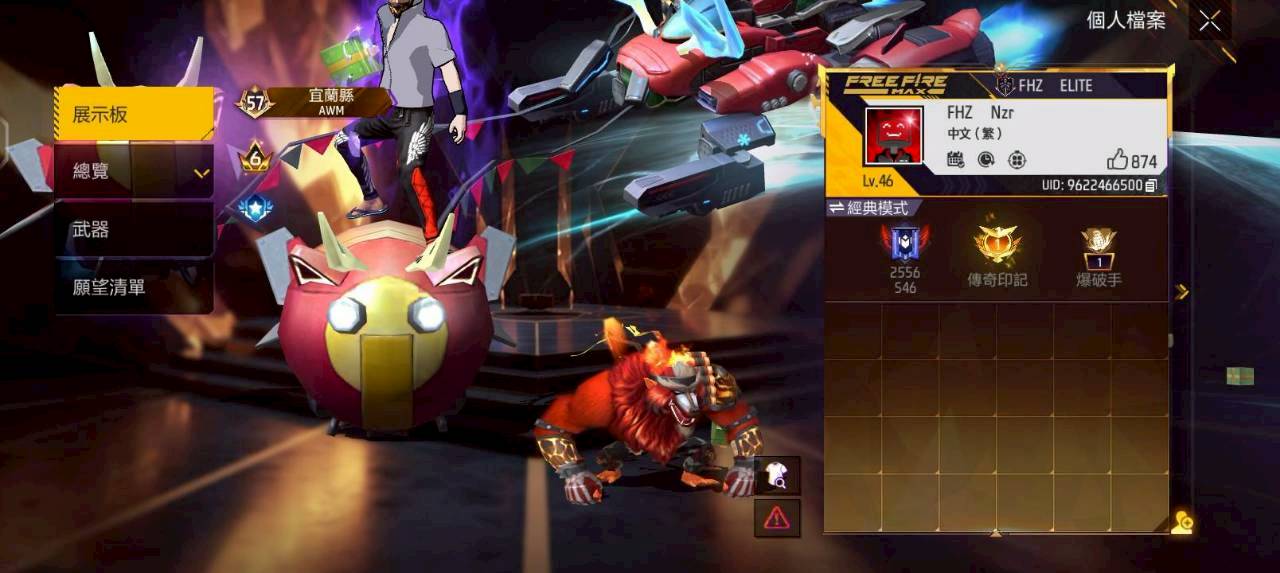 個人檔案
展示板
總覽
武器
願望清單
57
宜蘭縣
AWM
6
FREE FIRE
MAX
FHZ ELITE
FHZ Nzr
中文(繁)
874
Lv.46
UID: 9622466500
經典模式
2556
546
1
傳奇印記
1
爆破手